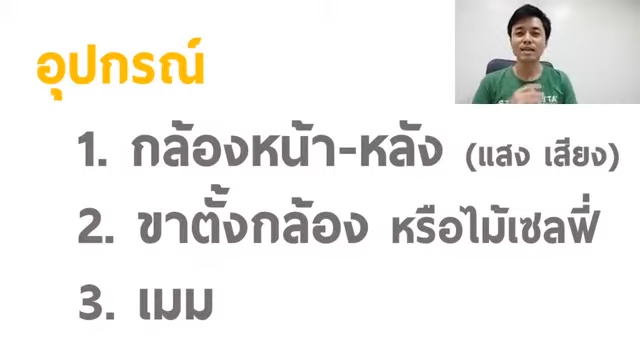 อุปกรณ์
1. กล้องหน้า-หลัง (แสง เสียง)
2. ขาตั้งกล้อง หรือไม้เซลฟี่
3. เมม